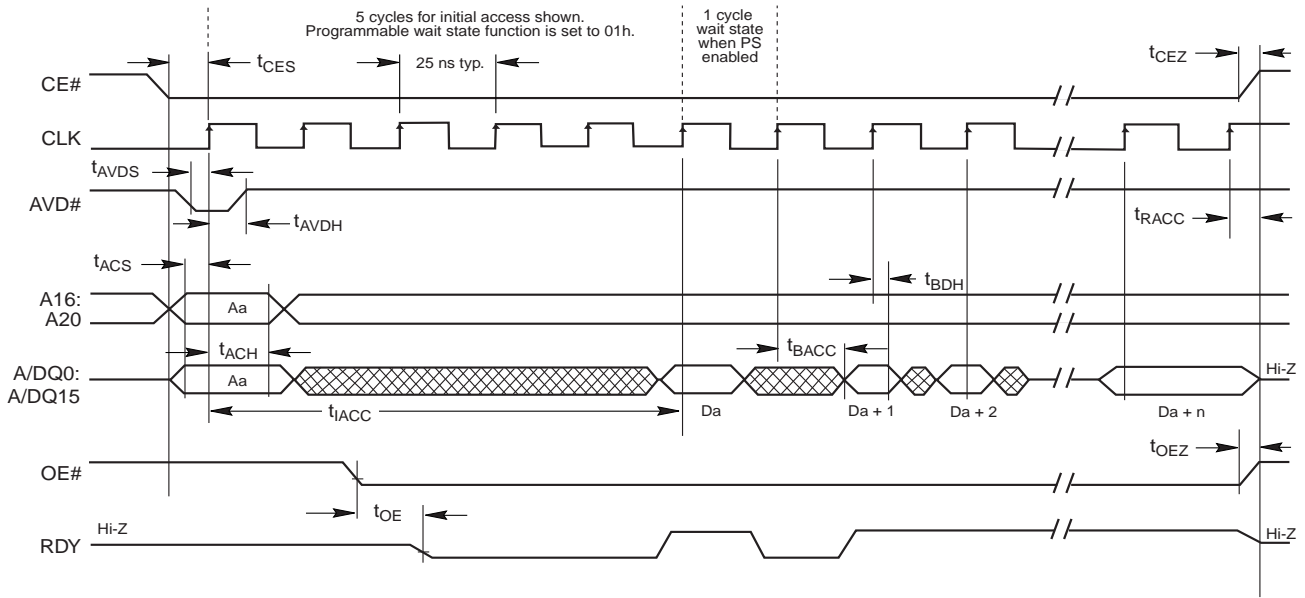 5 cycles for initial access shown.
Programmable wait state function is set to 01h.
1 cycle
wait state
when PS
enabled
tCES
25 ns typ.
tCEZ
CE#
CLK
tAVDS
AVD#
tAVDH
tRACC
tACS
A16:
A20
Aa
tBDH
tACH
tBACC
A/DQ0:
A/DQ15
Aa
Hi-Z
tIACC
Da
Da + 1
Da + 2
Da + n
tOEZ
OE#
tOE
Hi-Z
RDY
Hi-Z